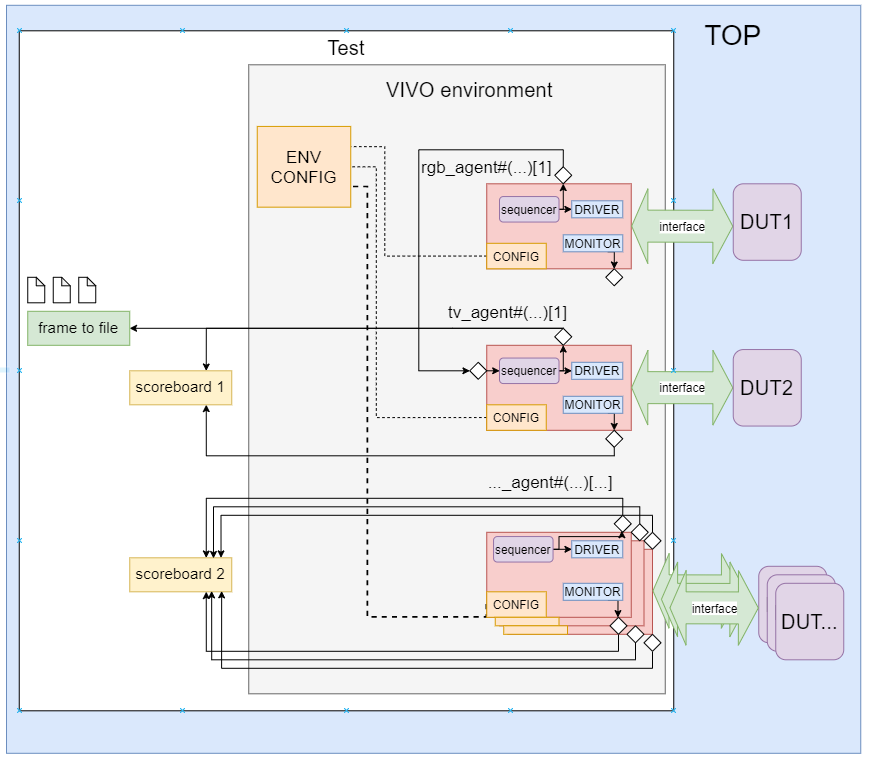 TOP
Test
VIVO environment
ENV
CONFIG
rgb_agent#(...)[1]
sequencer
DRIVER
MONITOR
CONFIG
interface
DUT1
frame to file
tv_agent#(...)[1]
scoreboard 1
sequencer
DRIVER
MONITOR
CONFIG
interface
DUT2
..._agent#(...)[...]
scoreboard 2
sequencer
DRIVER
MONITOR
CONFIG
interface
DUT...